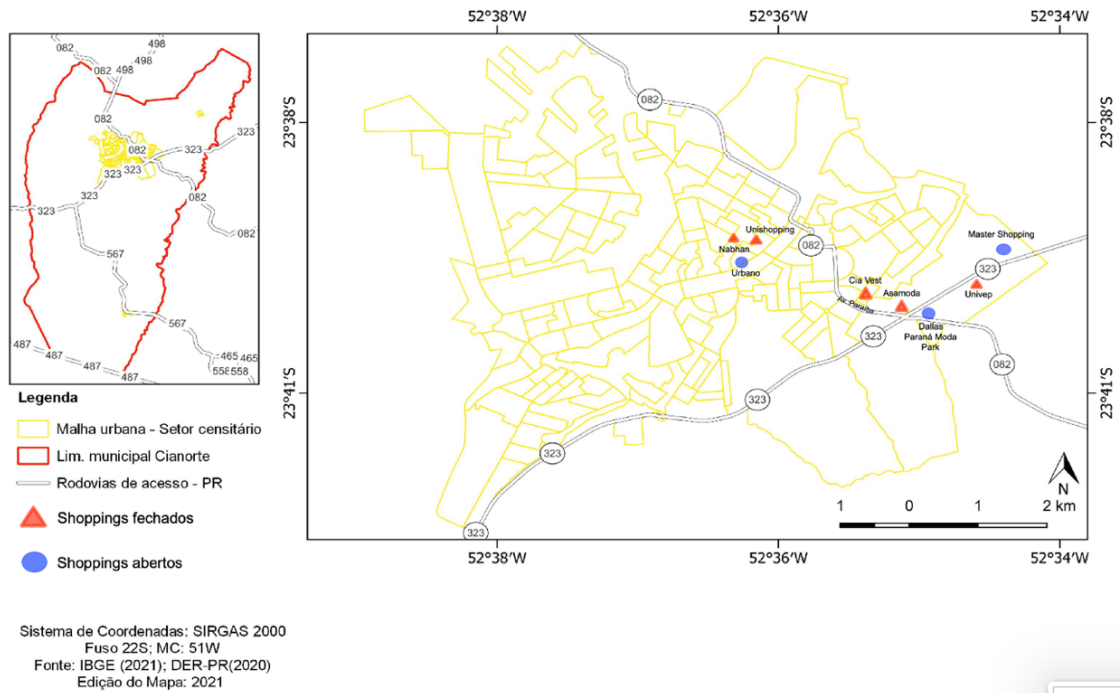 52°38'W
52°36'W
52°34'W
082
498
498
082
082
323
082
323
323
323
323
082
567
567
487
487
487
487
465
465
558
558
23°38'S
23°38'S
082
Unishopping
Nabhan
Urbano
082
Master Shopping
323
Cia Vest
Asamoda
Univep
Av. Paraíba
Dallas
Paraná Moda
Park
323
082
23°41'S
23°41'S
323
323
323
N
1 0 1 2 km
52°38'W
52°36'W
52°34'W
Legenda
Malha urbana - Setor censitário
Lim. municipal Cianorte
Rodovias de acesso - PR
Shoppings fechados
Shoppings abertos
Sistema de Coordenadas: SIRGAS 2000
Fuso 22S; MC: 51W
Fonte: IBGE (2021); DER-PR(2020)
Edição do Mapa: 2021